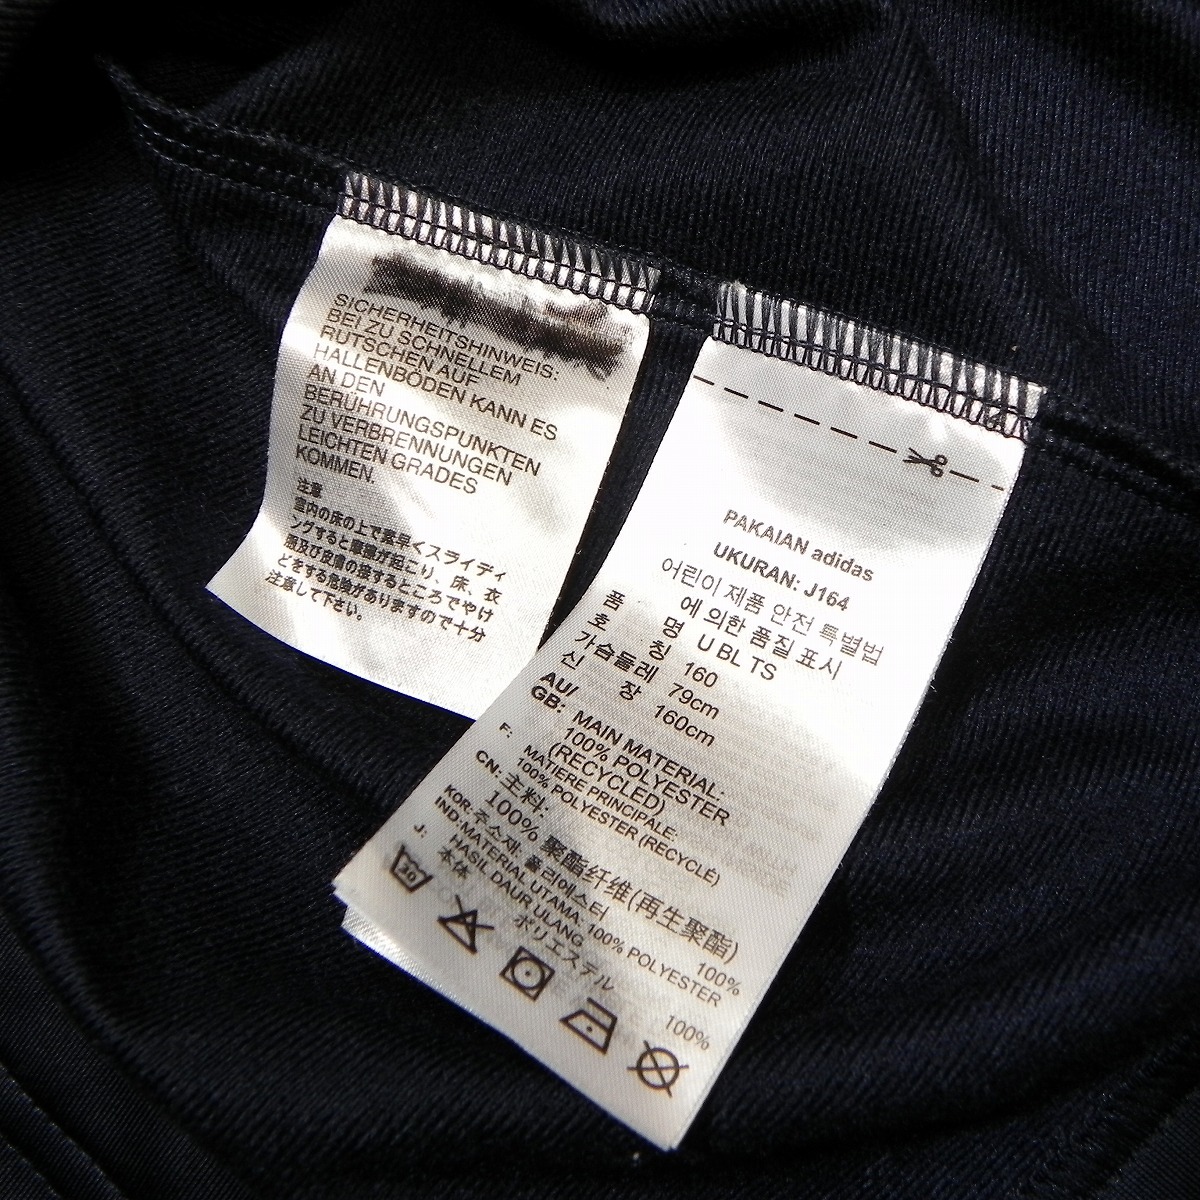 SICHERHEITSHINWEIS:
BEI ZU SCHNELLEM
RUTSCHEN AUF
HALLENBÖDEN KANN ES
AN DEN
BERÜHRUNGSPUNKTEN
ZU VERBRENNUNGEN
LEICHTEN GRADES
KOMMEN.
注意
室内の床の上で素早くスライディ
ングすると摩擦が起こり、床、衣
類及び皮膚の接するところでやけ
どをする危険がありますので十分
注意して下さい。
PAKAIAN adidas
UKURAN: J164
어린이 제품 안전 특별법
에 의한 품질 표시
품 명 U BL TS
호 칭 160
가슴둘레 79cm
신 장 160cm
AU/
GB: MAIN MATERIAL:
100% POLYESTER
(RECYCLED)
F: MATIERE PRINCIPALE:
100% POLYESTER (RECYCLÉ)
CN: 主料:
100% 聚酯纤维(再生聚酯)
KOR: 주소재, 폴리에스터 100%
IND: MATERIAL UTAMA: 100% POLYESTER
HASIL DAUR ULANG
J: 本体
ポリエステル 100%
30